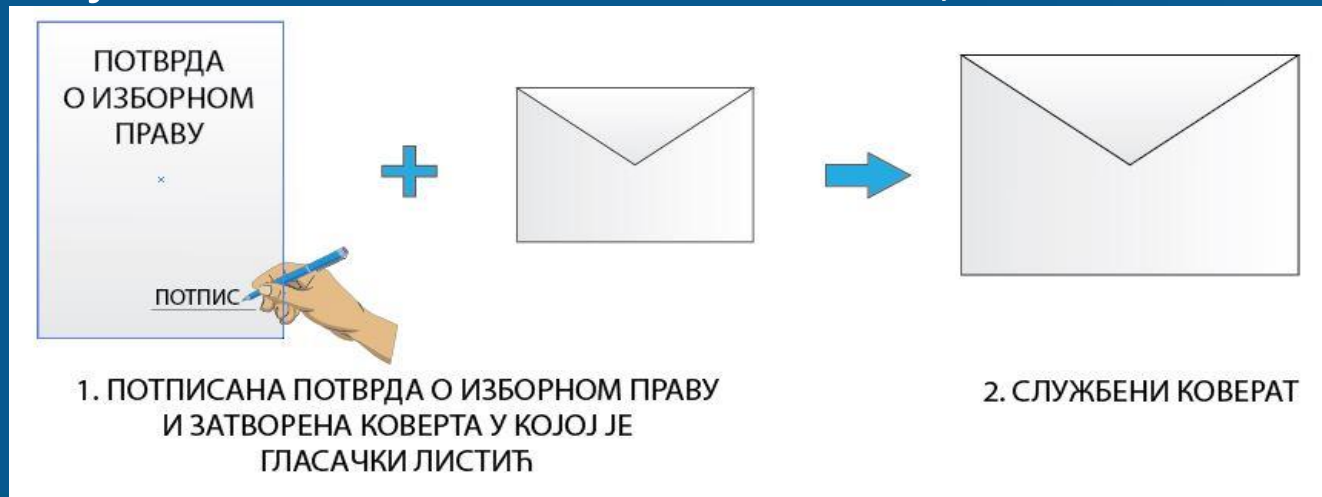 ПОТВРДА
О ИЗБОРНОМ
ПРАВУ
ПОТПИС
1. ПОТПИСАНА ПОТВРДА О ИЗБОРНОМ ПРАВУ
И ЗАТВОРЕНА КОВЕРТА У КОЈОЈ ЈЕ
ГЛАСАЧКИ ЛИСТИЋ
2. СЛУЖБЕНИ КОВЕРАТ